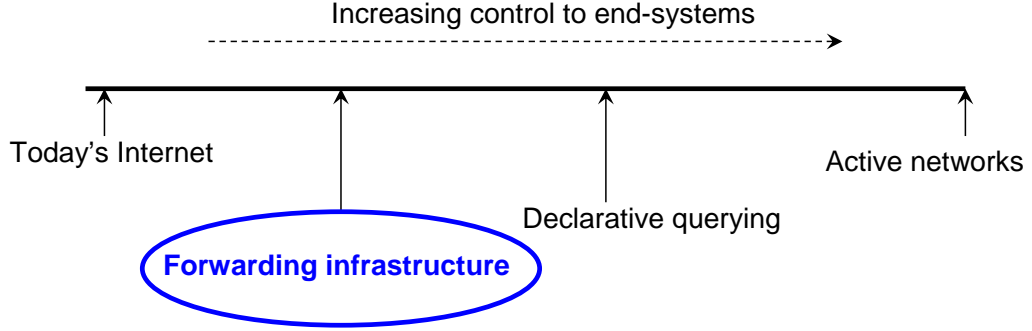 Increasing control to end-systems
Today's Internet
Active networks
Declarative querying
Forwarding infrastructure